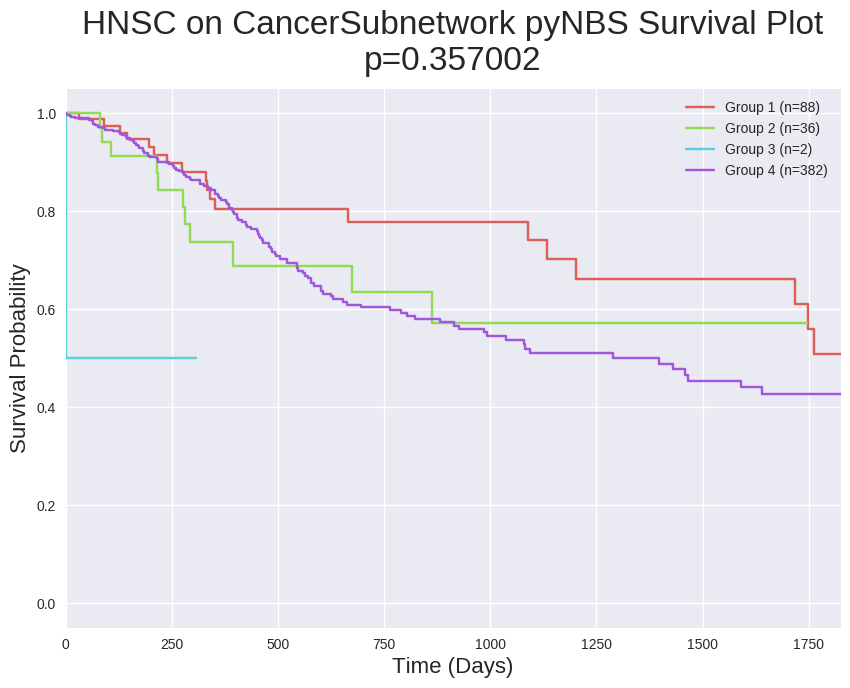 HNSC on CancerSubnetwork pyNBS Survival Plot
p=0.357002
Group 1 (n=88)
Group 2 (n=36)
Group 3 (n=2)
Group 4 (n=382)
Survival Probability
1.0
0.8
0.6
0.4
0.2
0.0
0 250 500 750 1000 1250 1500 1750
Time (Days)